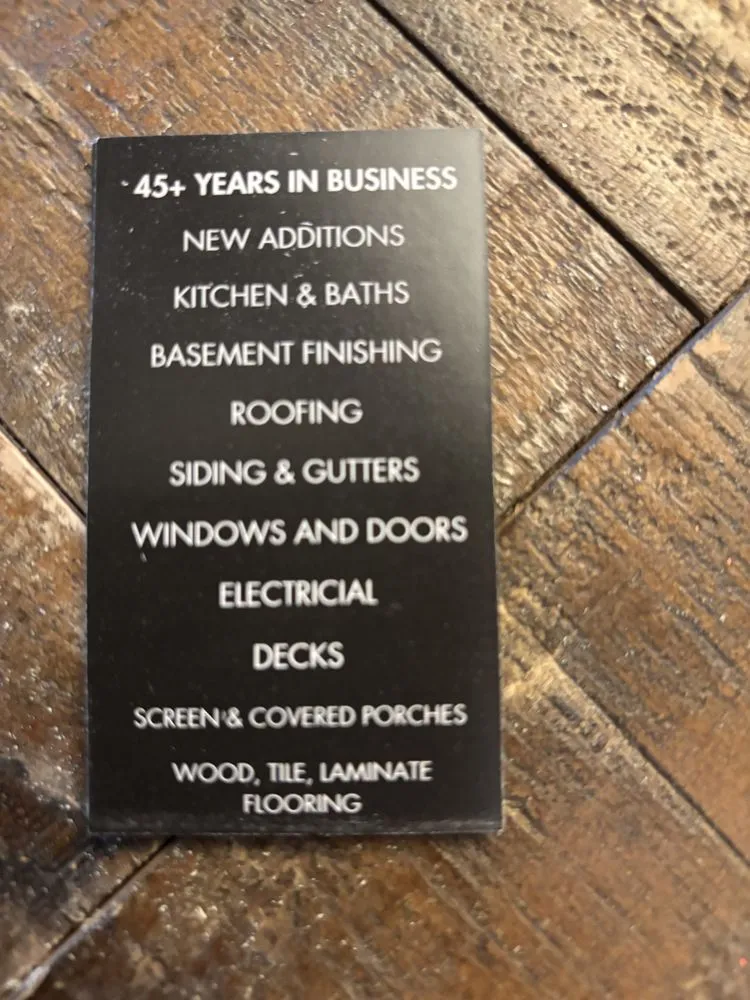 45+ YEARS IN BUSINESS
NEW ADDITIONS
KITCHEN & BATHS
BASEMENT FINISHING
ROOFING
SIDING & GUTTERS
WINDOWS AND DOORS
ELECTRICIAL
DECKS
SCREEN & COVERED PORCHES
WOOD, TILE, LAMINATE
FLOORING